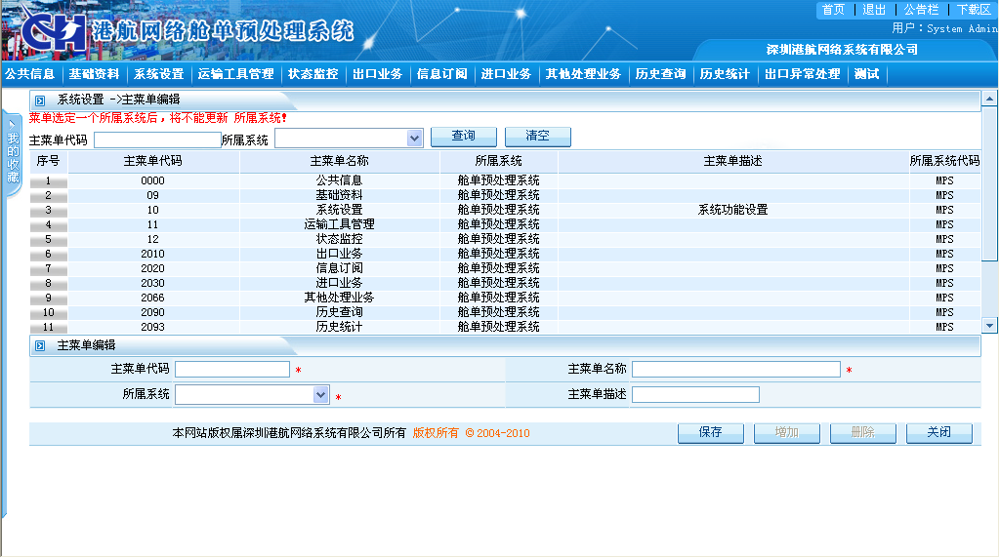 首页 退出 公告栏 下载区
CH 港航网络舱单预处理系统
用户：System Admin
深圳港航网络系统有限公司
公共信息 基础资料 系统设置 运输工具管理 状态监控 出口业务 信息订阅 进口业务 其他处理业务 历史查询 历史统计 出口异常处理 测试
我的收藏
系统设置 ->主菜单编辑
菜单选定一个所属系统后，将不能更新 所属系统!
主菜单代码 所属系统 查询 清空
序号 主菜单代码 主菜单名称 所属系统 主菜单描述 所属系统代码
1 0000 公共信息 舱单预处理系统 MPS
2 09 基础资料 舱单预处理系统 MPS
3 10 系统设置 舱单预处理系统 系统功能设置 MPS
4 11 运输工具管理 舱单预处理系统 MPS
5 12 状态监控 舱单预处理系统 MPS
6 2010 出口业务 舱单预处理系统 MPS
7 2020 信息订阅 舱单预处理系统 MPS
8 2030 进口业务 舱单预处理系统 MPS
9 2066 其他处理业务 舱单预处理系统 MPS
10 2090 历史查询 舱单预处理系统 MPS
11 2093 历史统计 舱单预处理系统 MPS
主菜单编辑
主菜单代码 * 主菜单名称 *
所属系统 * 主菜单描述
本网站版权属深圳港航网络系统有限公司所有 版权所有 ©2004-2010 保存 增加 删除 关闭